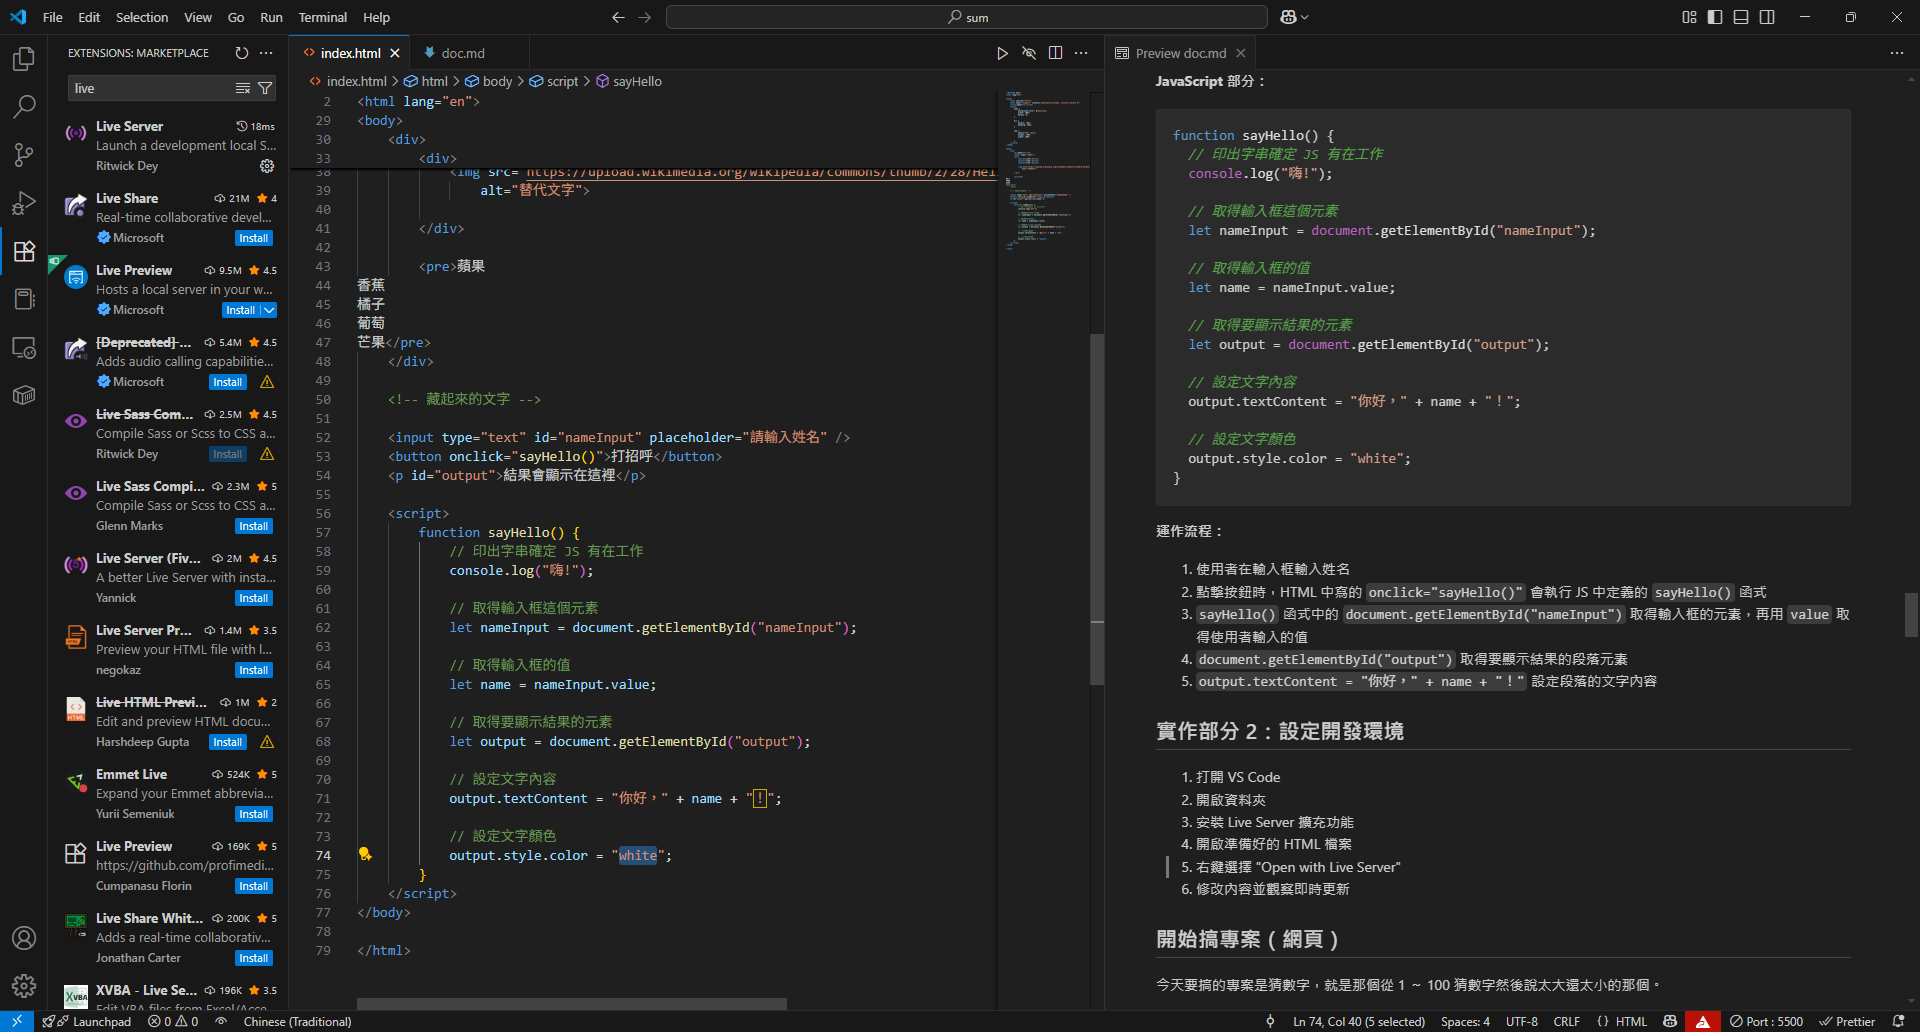 File Edit Selection View Go Run Terminal Help
sum
EXTENSIONS: MARKETPLACE
live
Live Server 18ms
Launch a development local S...
Ritwick Dey
Live Share 21M 4
Real-time collaborative devel...
Microsoft Install
Live Preview 9.5M 4.5
Hosts a local server in your w...
Microsoft Install
[Deprecated] ... 5.4M 4.5
Adds audio calling capabilitie...
Microsoft Install
Live Sass Com... 2.5M 4.5
Compile Sass or Scss to CSS a...
Ritwick Dey Install
Live Sass Compi... 2.3M 5
Compile Sass or Scss to CSS a...
Glenn Marks Install
Live Server (Fiv... 2M 4.5
A better Live Server with insta...
Yannick Install
Live Server Pr... 1.4M 3.5
Preview your HTML file with l...
negokaz Install
Live HTML Previ... 1M 2
Edit and preview HTML docu...
Harshdeep Gupta Install
Emmet Live 524K 5
Expand your Emmet abbrevia...
Yurii Semeniuk Install
Live Preview 169K 5
https://github.com/profimedi...
Cumpanasu Florin Install
Live Share Whit... 200K 5
Adds a real-time collaborativ...
Jonathan Carter Install
XVBA - Live Se... 196K 3.5
Edit VBA files from Excel/Acce...
index.html doc.md
index.html > html > body > script > sayHello
2 <html lang="en">
29 <body>
30 <div>
33 <div>
38 <img src="https://upload.wikimedia.org/wikipedia/commons/thumb/2/28/Hel
39 alt="替代文字">
40
41 </div>
42
43 <pre>蘋果
44 香蕉
45 橘子
46 葡萄
47 芒果</pre>
48 </div>
49
50 <!-- 藏起來的文字 -->
51
52 <input type="text" id="nameInput" placeholder="請輸入姓名" />
53 <button onclick="sayHello()">打招呼</button>
54 <p id="output">結果會顯示在這裡</p>
55
56 <script>
57 function sayHello() {
58 // 印出字串確定 JS 有在工作
59 console.log("嗨!");
60
61 // 取得輸入框這個元素
62 let nameInput = document.getElementById("nameInput");
63
64 // 取得輸入框的值
65 let name = nameInput.value;
66
67 // 取得要顯示結果的元素
68 let output = document.getElementById("output");
69
70 // 設定文字內容
71 output.textContent = "你好，" + name + "！";
72
73 // 設定文字顏色
74 output.style.color = "white";
75 }
76 </script>
77 </body>
78
79 </html>
Preview doc.md
JavaScript 部分：
function sayHello() {
// 印出字串確定 JS 有在工作
console.log("嗨!");
// 取得輸入框這個元素
let nameInput = document.getElementById("nameInput");
// 取得輸入框的值
let name = nameInput.value;
// 取得要顯示結果的元素
let output = document.getElementById("output");
// 設定文字內容
output.textContent = "你好，" + name + "！";
// 設定文字顏色
output.style.color = "white";
}
運作流程：
1. 使用者在輸入框輸入姓名
2. 點擊按鈕時，HTML 中寫的 onclick="sayHello()" 會執行 JS 中定義的 sayHello() 函式
3. sayHello() 函式中的 document.getElementById("nameInput") 取得輸入框的元素，再用 value 取
得使用者輸入的值
4. document.getElementById("output") 取得要顯示結果的段落元素
5. output.textContent = "你好，" + name + "！" 設定段落的文字內容
實作部分 2：設定開發環境
1. 打開 VS Code
2. 開啟資料夾
3. 安裝 Live Server 擴充功能
4. 開啟準備好的 HTML 檔案
5. 右鍵選擇 "Open with Live Server"
6. 修改內容並觀察即時更新
開始搞專案（網頁）
今天要搞的專案是猜數字，就是那個從 1 ～ 100 猜數字然後說太大還太小的那個。
Launchpad 0 0 Chinese (Traditional) Ln 74, Col 40 (5 selected) Spaces: 4 UTF-8 CRLF {} HTML Port : 5500 Prettier